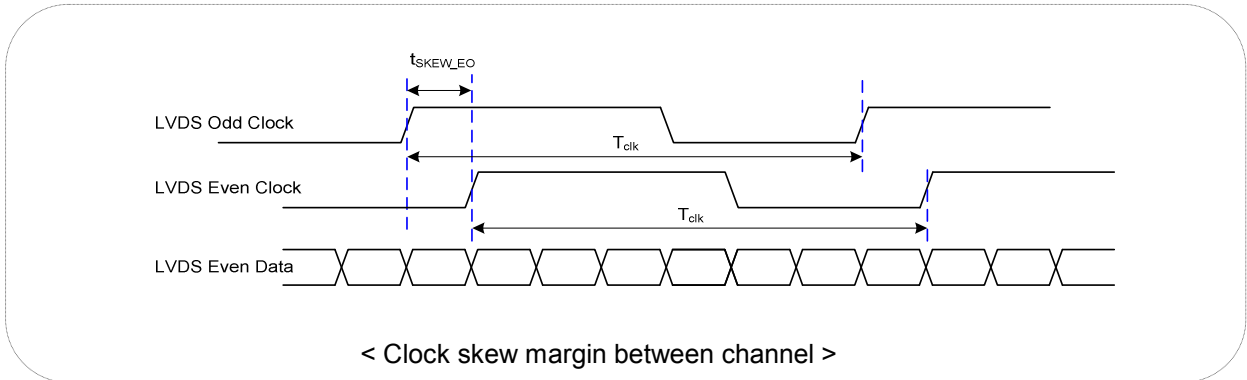 tSKEW_EO
LVDS Odd Clock
Tclk
LVDS Even Clock
Tclk
LVDS Even Data
< Clock skew margin between channel >